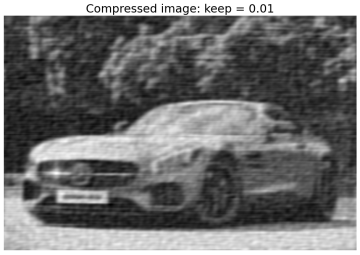 Compressed image: keep = 0.01